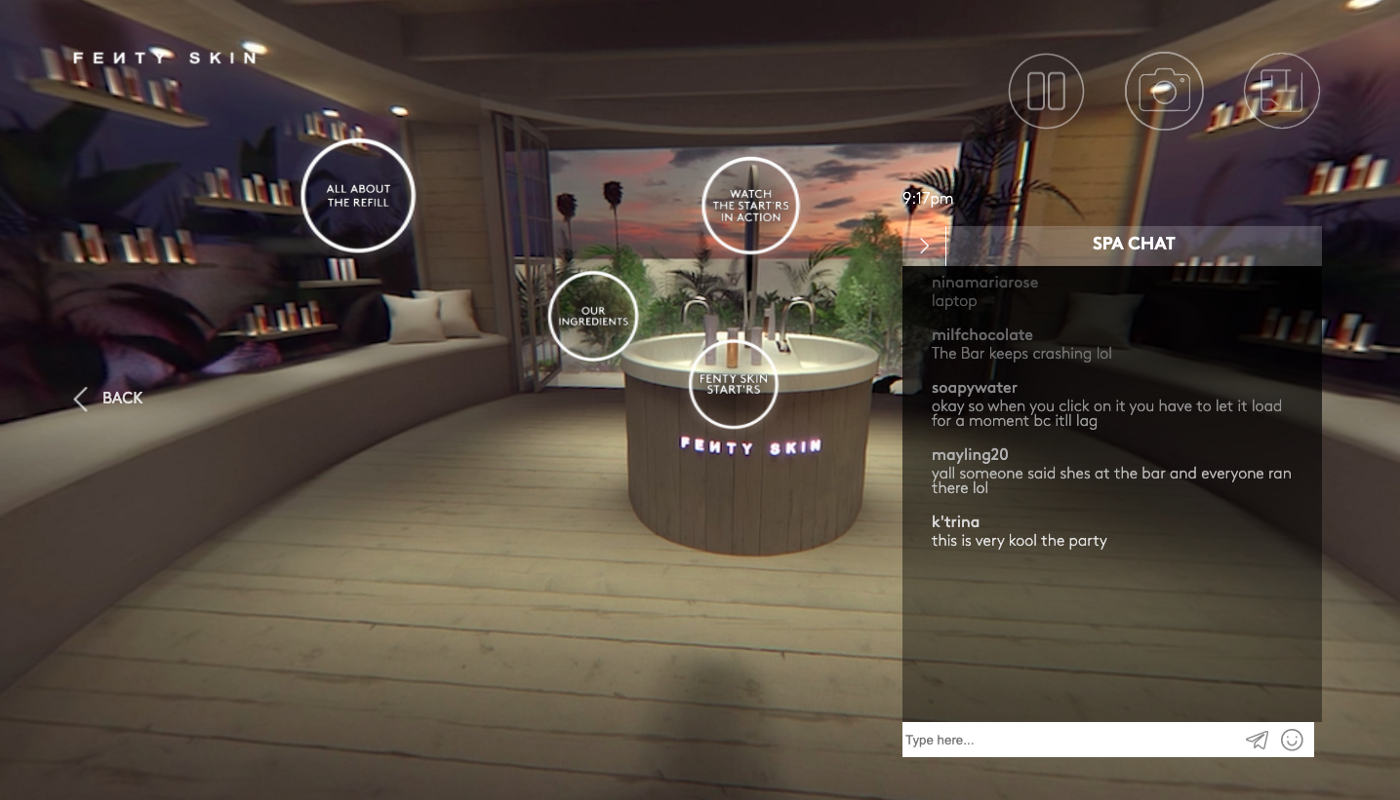 FENTY SKIN
ALL ABOUT
THE REFILL
WATCH
THE START'RS
IN ACTION
OUR
INGREDIENTS
FENTY SKIN
START'RS
FENTY SKIN
BACK
9:17pm
SPA CHAT
ninamariarose
laptop
milfchocolate
The Bar keeps crashing lol
soapywater
okay so when you click on it you have to let it load
for a moment bc itll lag
mayling20
yall someone said shes at the bar and everyone ran
there lol
k'trina
this is very kool the party
Type here...